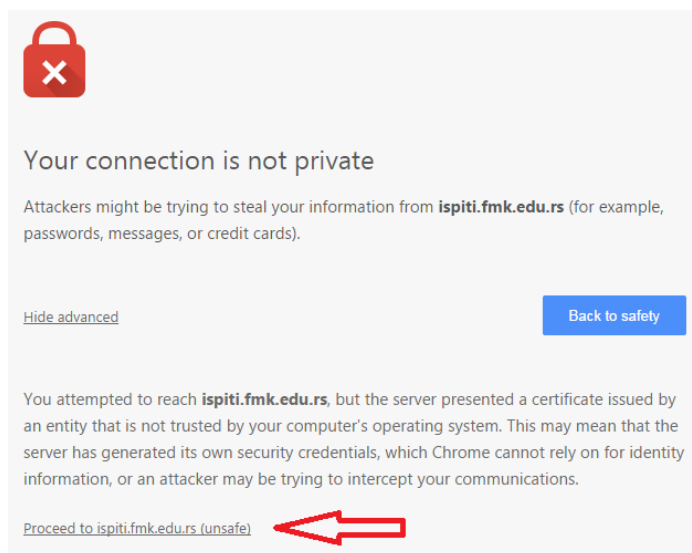 Your connection is not private
Attackers might be trying to steal your information from ispiti.fmk.edu.rs (for example,
passwords, messages, or credit cards).
Hide advanced
Back to safety
You attempted to reach ispiti.fmk.edu.rs, but the server presented a certificate issued by
an entity that is not trusted by your computer's operating system. This may mean that the
server has generated its own security credentials, which Chrome cannot rely on for identity
information, or an attacker may be trying to intercept your communications.
Proceed to ispiti.fmk.edu.rs (unsafe)